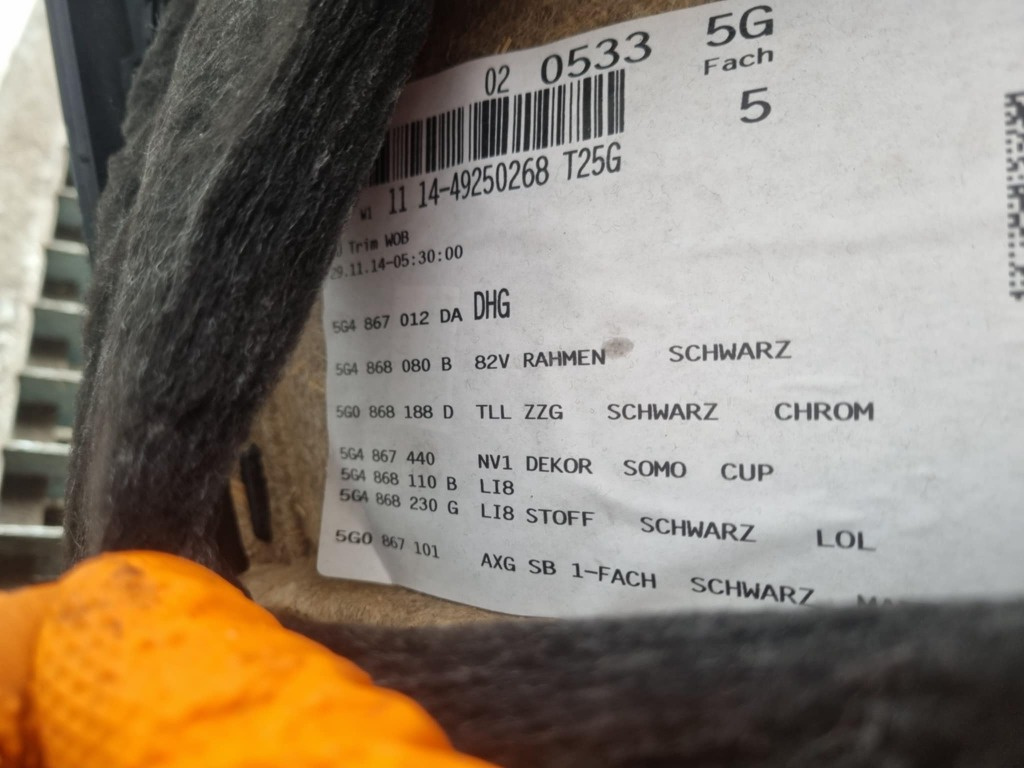 02 0533 5G
Fach
5
W1 11 14-49250268 T25G
Trim WOB
29.11.14-05:30:00
5G4 867 012 DA DHG
5G4 868 080 B 82V RAHMEN SCHWARZ
5G0 868 188 D TLL ZZG SCHWARZ CHROM
5G4 867 440 NV1 DEKOR SOMO CUP
5G4 868 110 B LI8
5G4 868 230 G LI8 STOFF SCHWARZ LOL
5G0 867 101 AXG SB 1-FACH SCHWARZ